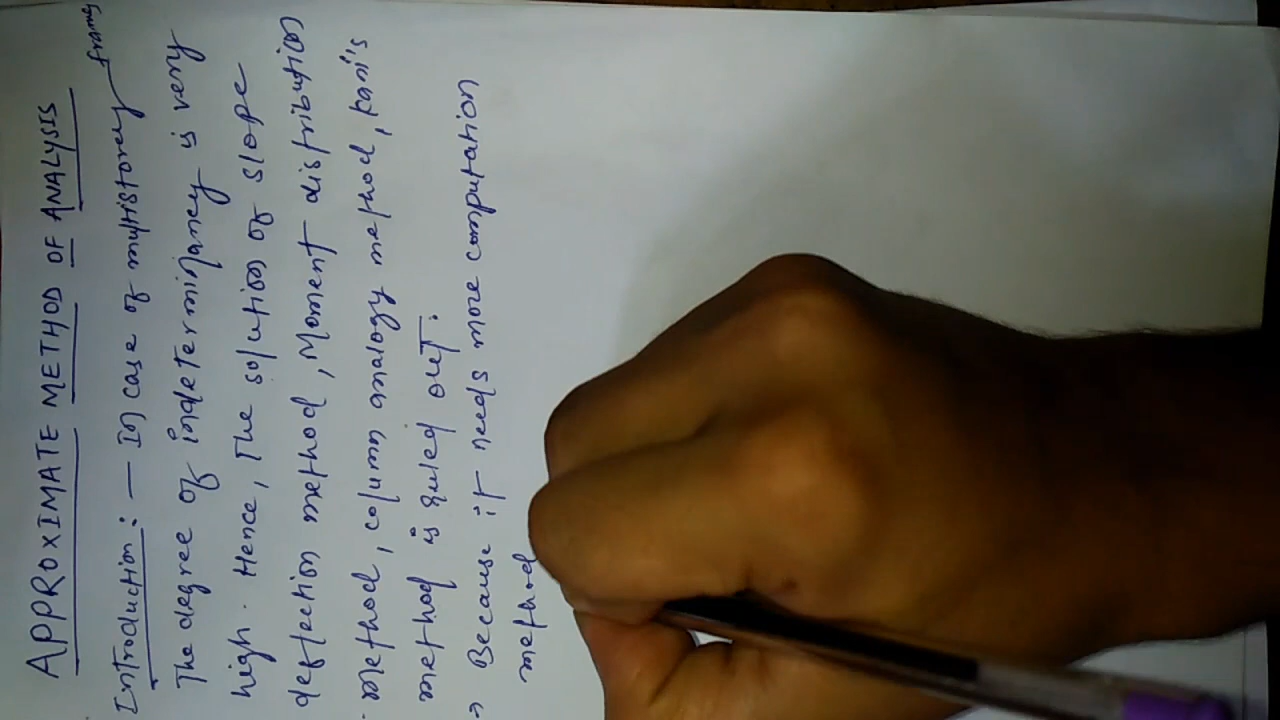 APPROXIMATE METHOD OF ANALYSIS
Introduction: — In case of multistorey frames
The degree of indeterminancy is very
high. Hence, The solution of slope
deflection method, Moment distribution
method, column analogy method, kani's
method is ruled out.
→ Because it needs more computation
method